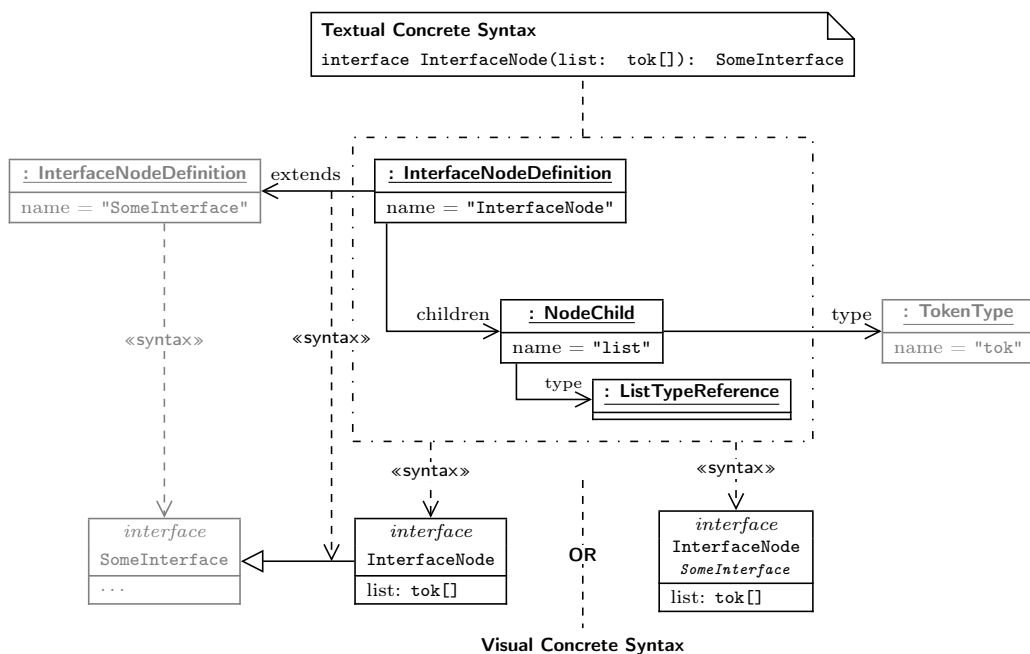 Textual Concrete Syntax
interface InterfaceNode(list: tok[]): SomeInterface
: InterfaceNodeDefinition
name = "SomeInterface"
extends
: InterfaceNodeDefinition
name = "InterfaceNode"
children
: NodeChild
name = "list"
type
: TokenType
name = "tok"
type
: ListTypeReference
«syntax»
«syntax»
«syntax»
«syntax»
interface
SomeInterface
...
interface
InterfaceNode
list: tok[]
OR
interface
InterfaceNode
SomeInterface
list: tok[]
Visual Concrete Syntax